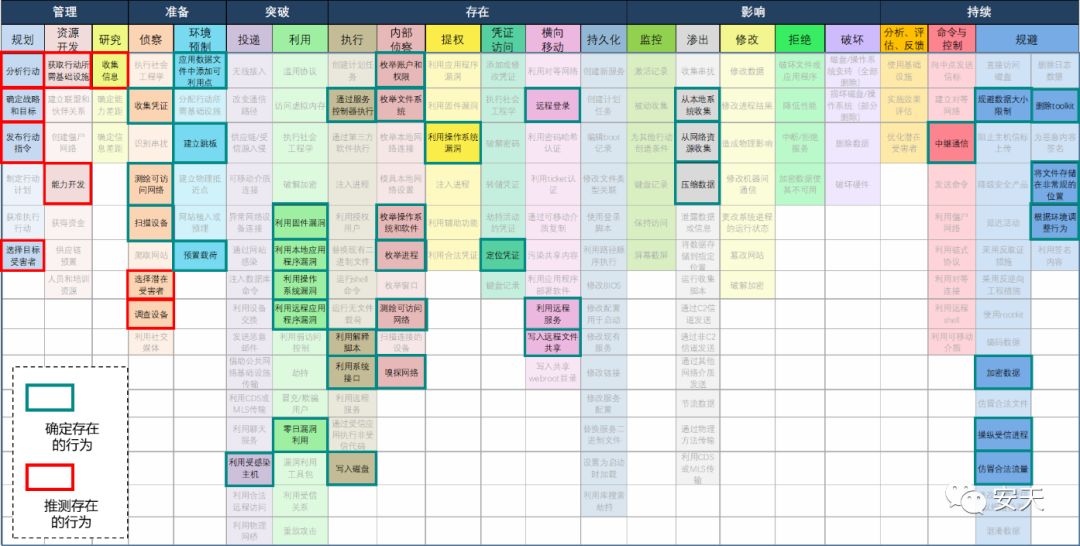 管理
准备
突破
存在
影响
持续
规划
资源
开发
研究
侦察
环境
预制
投递
利用
执行
内部
侦察
提权
凭证
访问
横向
移动
持久化
监控
渗出
修改
拒绝
破坏
分析、评
估、反馈
命令与
控制
规避
分析行动
获取行动所
需基础设施
收集
信息
执行社会
工程学
应用数据文
件中添加可
利用点
无线接入
滥用协议
创建计划任
务
枚举账户和
权限
利用应用程序
漏洞
添加或修
改凭证
利用对等网络
创建新服务
激活记录
收集串扰
修改数据
破坏文件或
应用程序
磁盘/操作系
统变砖（全部
删除）
使用基础
设施
向中点发送
信标
直接访问
磁盘
删除日志
数据
确定战略
和目标
建立联盟和
伙伴关系
确定能
力差距
收集凭证
分配行动所
需基础设施
改变通信
路径
访问虚拟内存
通过服务
控制器执行
枚举文件系
统
利用固件漏洞
执行社会
工程学
远程登录
创建计划
任务
被动收集
从本地系
统收集
修改进程结果
降低性能
损坏磁盘/操
作系统（部分
删除）
实施效果
评估
建立对等
网络
规避数据大小
限制
删除toolkit
发布行动
指令
创建僵尸
网络
确定信
息差距
识别串扰
建立跳板
供应链/受
信源入侵
执行社会
工程学
通过第三方
软件执行
枚举本地网
络连接
利用操作系统
漏洞
破解密码
利用密码哈希
认证
编辑boot
记录
为其他行动
创造条件
从网络资
源收集
造成物理影响
中断/拒绝
服务
删除数据
优化潜在
受害者
中继通信
阻止主机信标
上传
为恶意内容
签名
制定行动
计划
能力开发
测绘可访
问网络
建立物理抵
近点
可移动介
质连接
破解加密
注入进程
枚举本地
网络设置
注入进程
转储凭证
利用ticket认证
修改文件类
型关联
键盘记录
压缩数据
修改机器间
通信
加密数据使
其不可用
破坏硬件
发送命令
降级安全产品
将文件存储
在非常规的
位置
获准执行
行动
获得资金
扫描设备
网站植入或
预埋
异常网络设
备连接
利用固件漏洞
利用授权
用户
枚举操作系
统和软件
利用辅助功能
劫持活动
的凭证
通过可移动介
质复制
使用登录
脚本
保持访问
泄露数据
或信息
更改系统进程
的运行状态
利用僵尸
网络
延迟活动
根据环境调
整行为
选择目标
受害者
供应链
预置
爬取网站
预置载荷
通过网站
感染
利用本地应用
程序漏洞
替换现有二
进制文件
枚举进程
利用合法凭证
定位凭证
污染共享内容
利用路径顺
序执行
屏幕截屏
将数据存
储到指定
位置
篡改网站
利用链式
协议
采用反取证
措施
利用签名
内容
人员和培训
资源
选择潜在
受害者
注入数据库
命令
利用操作
系统漏洞
运行shell
命令
枚举窗口
键盘记录
利用应用程序
部署软件
修改BIOS
运行收集
脚本
破解加密
利用对等
连接
采用反逆向
工程措施
调查设备
利用设备
交换
利用远程应用
程序漏洞
运行无文件
载荷
测绘可访问
网络
利用远程
服务
修改配置
用于启动
通过C2信
道发送
利用远程
shell
使用rootkit
利用社交
媒体
发送恶意
邮件
利用弱访问
控制
利用解释
脚本
扫描连接的
设备
写入远程文件
共享
修改现有
服务
通过非C2
信道发送
利用可移动
介质
编码数据
借助公共网
络基础设施
传输
劫持
利用系统
接口
嗅探网络
写入共享
webroot目录
修改链接
通过其他
网络介质
发送
加密数据
利用CDS或
MLS传输
冒充/欺骗
用户
利用远程
服务
修改服务
配置
节流数据
仿冒合法文件
利用聊天
服务
零日漏洞
利用
通过受信应
用执行非受
信代码
替换服务二
进制文件
通过物理
方法传输
操纵受信进程
利用受感染
主机
漏洞利用
工具包
写入磁盘
设置为启动
时加载
利用CDS
或MLS传
输
仿冒合法流量
利用合法
远程访问
利用受信
关系
利用库搜索
劫持
利用物理
网桥
重放攻击
混淆数据
确定存在
的行为
推测存在
的行为
安天